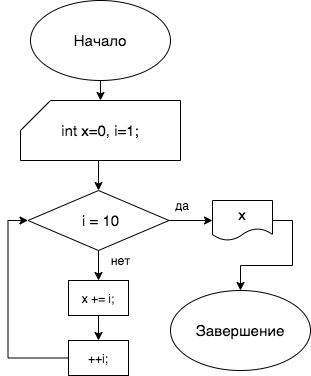 Начало
int x=0, i=1;
i = 10
да
x
нет
x += i;
++i;
Завершение